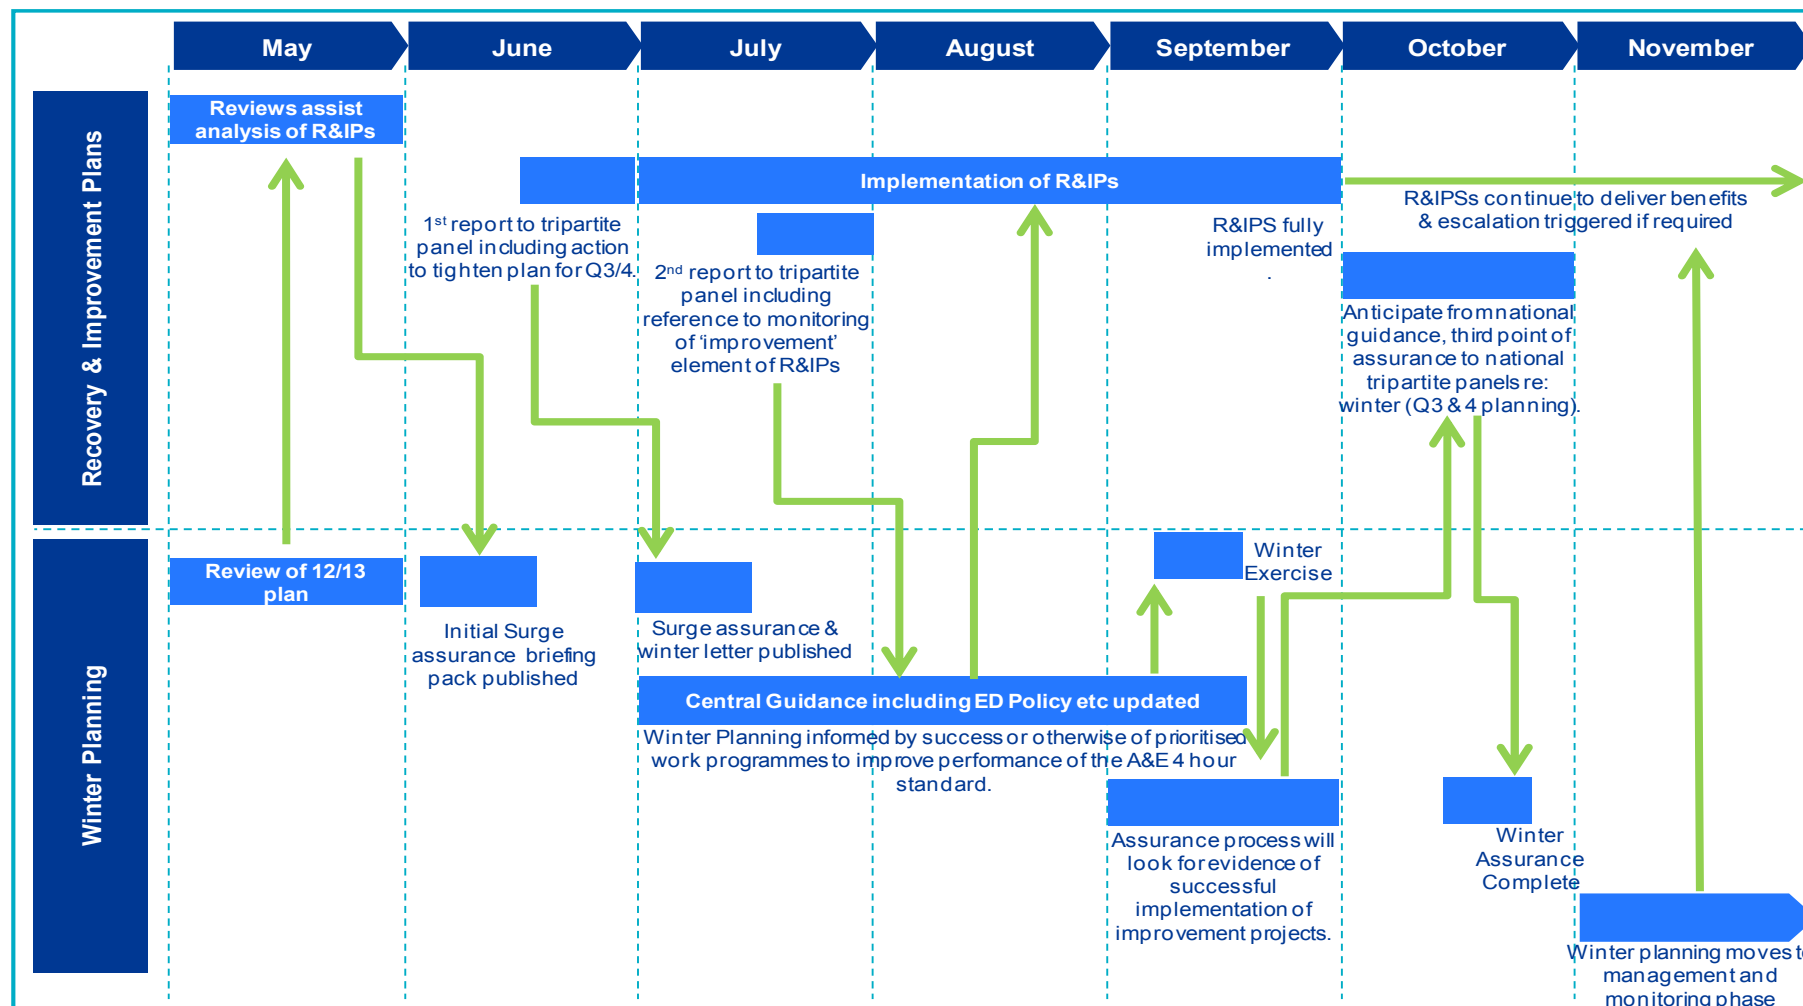 May
June
July
August
September
October
November
Recovery & Improvement Plans
Reviews assist
analysis of R&IPs
1st report to tripartite
panel including action
to tighten plan for Q3/4.
Implementation of R&IPs
2nd report to tripartite
panel including
reference to monitoring
of ‘improvement’
element of R&IPs
R&IPS fully
implemented
.
R&IPSs continue to deliver benefits
& escalation triggered if required
Anticipate from national
guidance, third point of
assurance to national
tripartite panels re:
winter (Q3 & 4 planning).
Winter Planning
Review of 12/13
plan
Initial Surge
assurance briefing
pack published
Surge assurance &
winter letter published
Central Guidance including ED Policy etc updated
Winter Planning informed by success or otherwise of prioritised
work programmes to improve performance of the A&E 4 hour
standard.
Winter
Exercise
Assurance process will
look for evidence of
successful
implementation of
improvement projects.
Winter
Assurance
Complete
Winter planning moves to
management and
monitoring phase